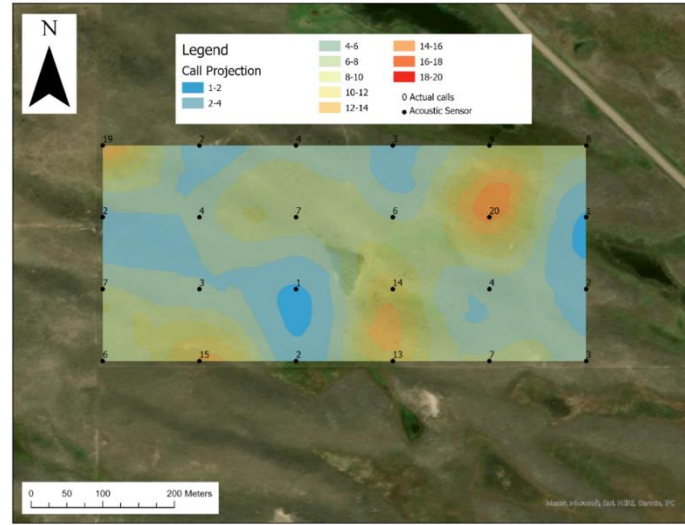 N
Legend
Call Projection
1-2
2-4
4-6
6-8
8-10
10-12
12-14
14-16
16-18
18-20
0 Actual calls
Acoustic Sensor
19 2 4 3 9 8
2 4 7 6 20 1
7 3 1 14 4 2
6 15 2 13 7 3
0 50 100 200 Meters
Maxar, Microsoft, Esri, HERE, Garmin, iPC